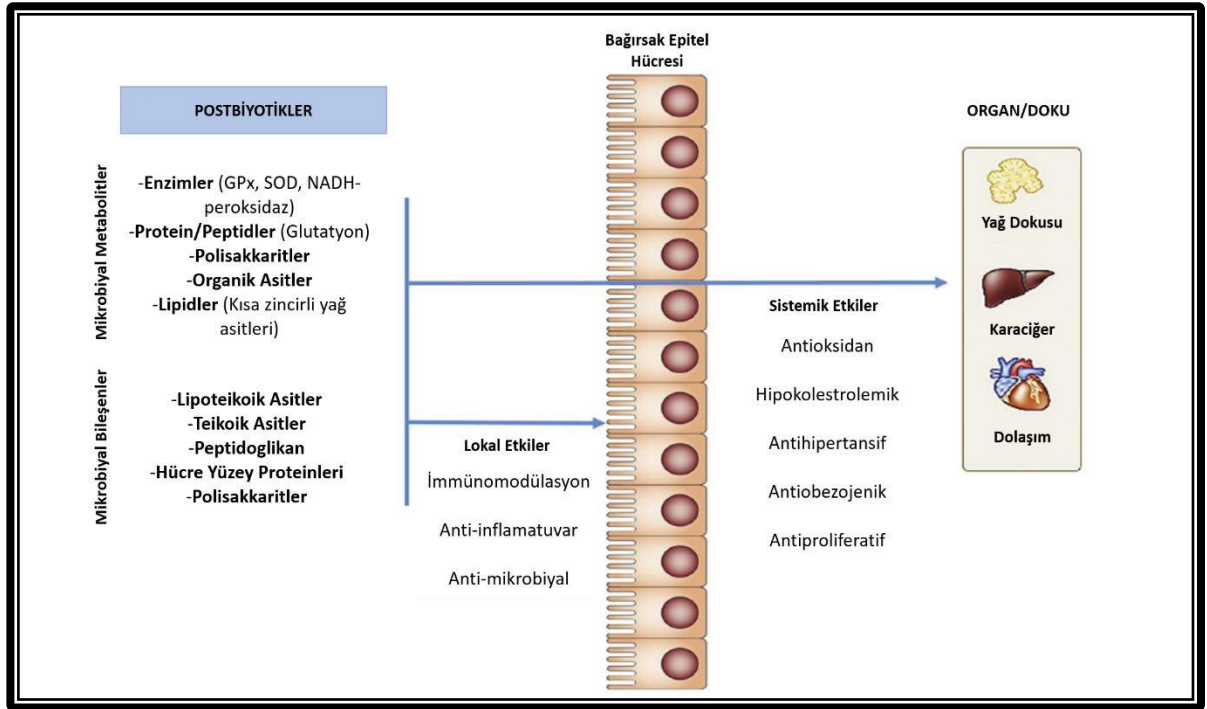 Bağırsak Epitel
Hücresi
POSTBİYOTİKLER
Mikrobiyal Metabolitler
-Enzimler (GPx, SOD, NADH-
peroksidaz)
-Protein/Peptidler (Glutatyon)
-Polisakkaritler
-Organik Asitler
-Lipidler (Kısa zincirli yağ
asitleri)
Mikrobiyal Bileşenler
-Lipoteikoik Asitler
-Teikoik Asitler
-Peptidoglikan
-Hücre Yüzey Proteinleri
-Polisakkaritler
Lokal Etkiler
İmmünomodülasyon
Anti-inflamatuvar
Anti-mikrobiyal
Sistemik Etkiler
Antioksidan
Hipokolestrolemik
Antihipertansif
Antiobezojenik
Antiproliferatif
ORGAN/DOKU
Yağ Dokusu
Karaciğer
Dolaşım